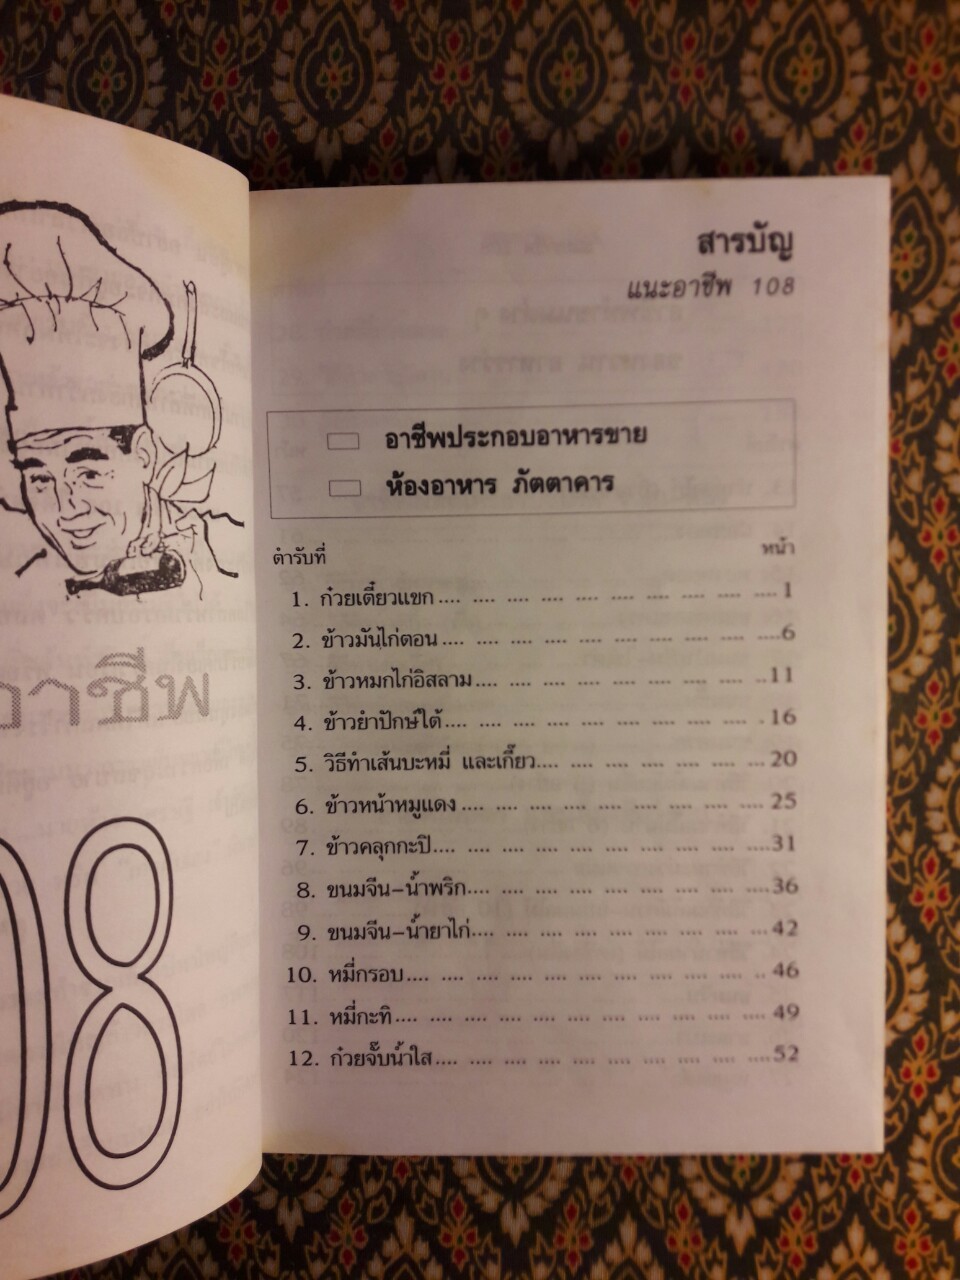 สารบัญ
แนะอาชีพ 108
อาชีพประกอบอาหารขาย
ห้องอาหาร ภัตตาคาร
ตำรับที่ หน้า
1. ก๋วยเตี๋ยวแขก.... .... .... .... .... .... .... .... ....1
2. ข้าวมันไก่ตอน.... .... .... .... .... .... .... .... ....6
3. ข้าวหมกไก่อิสลาม.... .... .... .... .... .... .... ..11
4. ข้าวยำปักษ์ใต้.... .... .... .... .... .... .... .... .16
5. วิธีทำเส้นบะหมี่ และเกี๊ยว.... .... .... .... .... ....20
6. ข้าวหน้าหมูแดง.... .... .... .... .... .... .... ....25
7. ข้าวคลุกกะปิ.... .... .... .... .... .... .... .... ....31
8. ขนมจีน-น้ำพริก.... .... .... .... .... .... .... ....36
9. ขนมจีน-น้ำยาไก่.... .... .... .... .... .... .... ....42
10. หมี่กรอบ.... .... .... .... .... .... .... .... .... ..46
11. หมี่กะทิ.... .... .... .... .... .... .... .... .... ....49
12. ก๋วยจั๊บน้ำใส.... .... .... .... .... .... .... .... ....52
อาชีพ
08